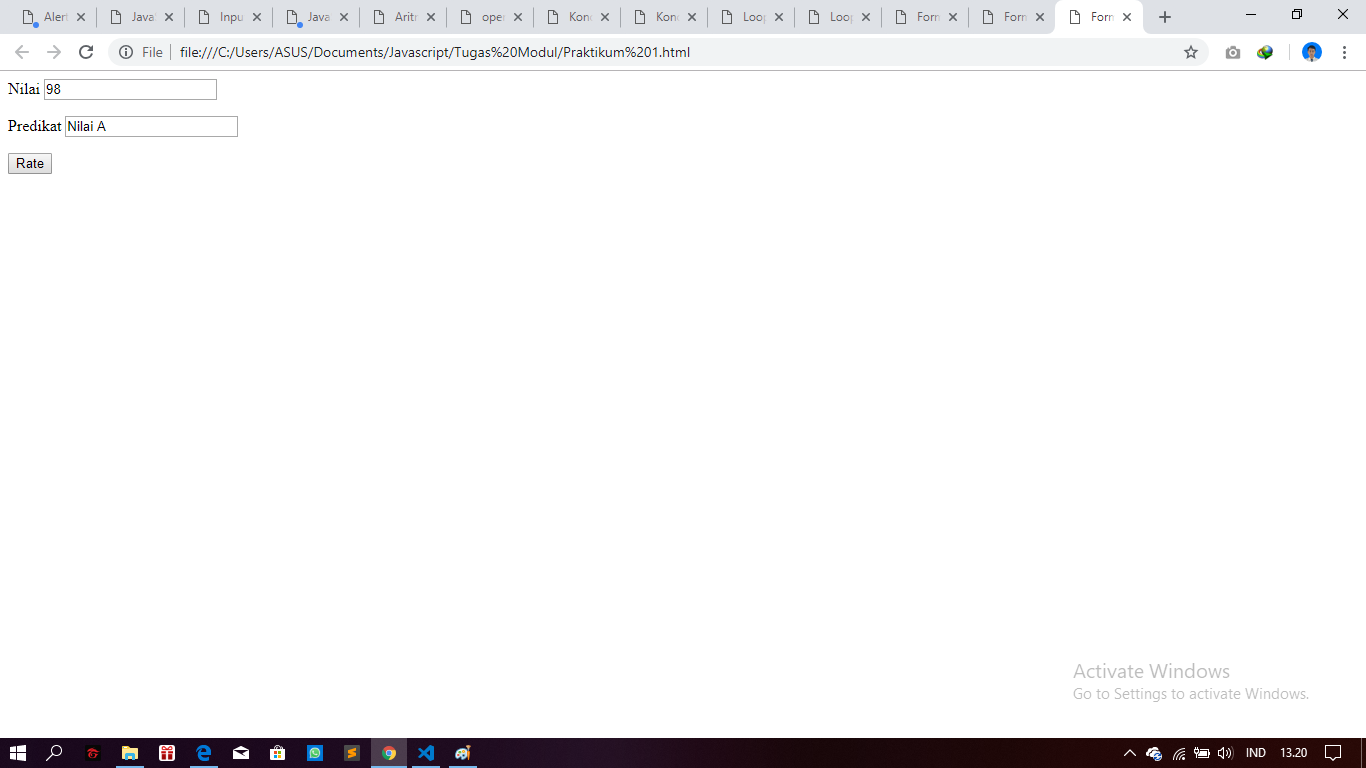 Alert Java Inpu Java Aritr oper Kond Kond Loop Loop Form Form Form
File file:///C:/Users/ASUS/Documents/Javascript/Tugas%20Modul/Praktikum%201.html
Nilai 98
Predikat Nilai A
Rate
Activate Windows
Go to Settings to activate Windows.
IND 13.20